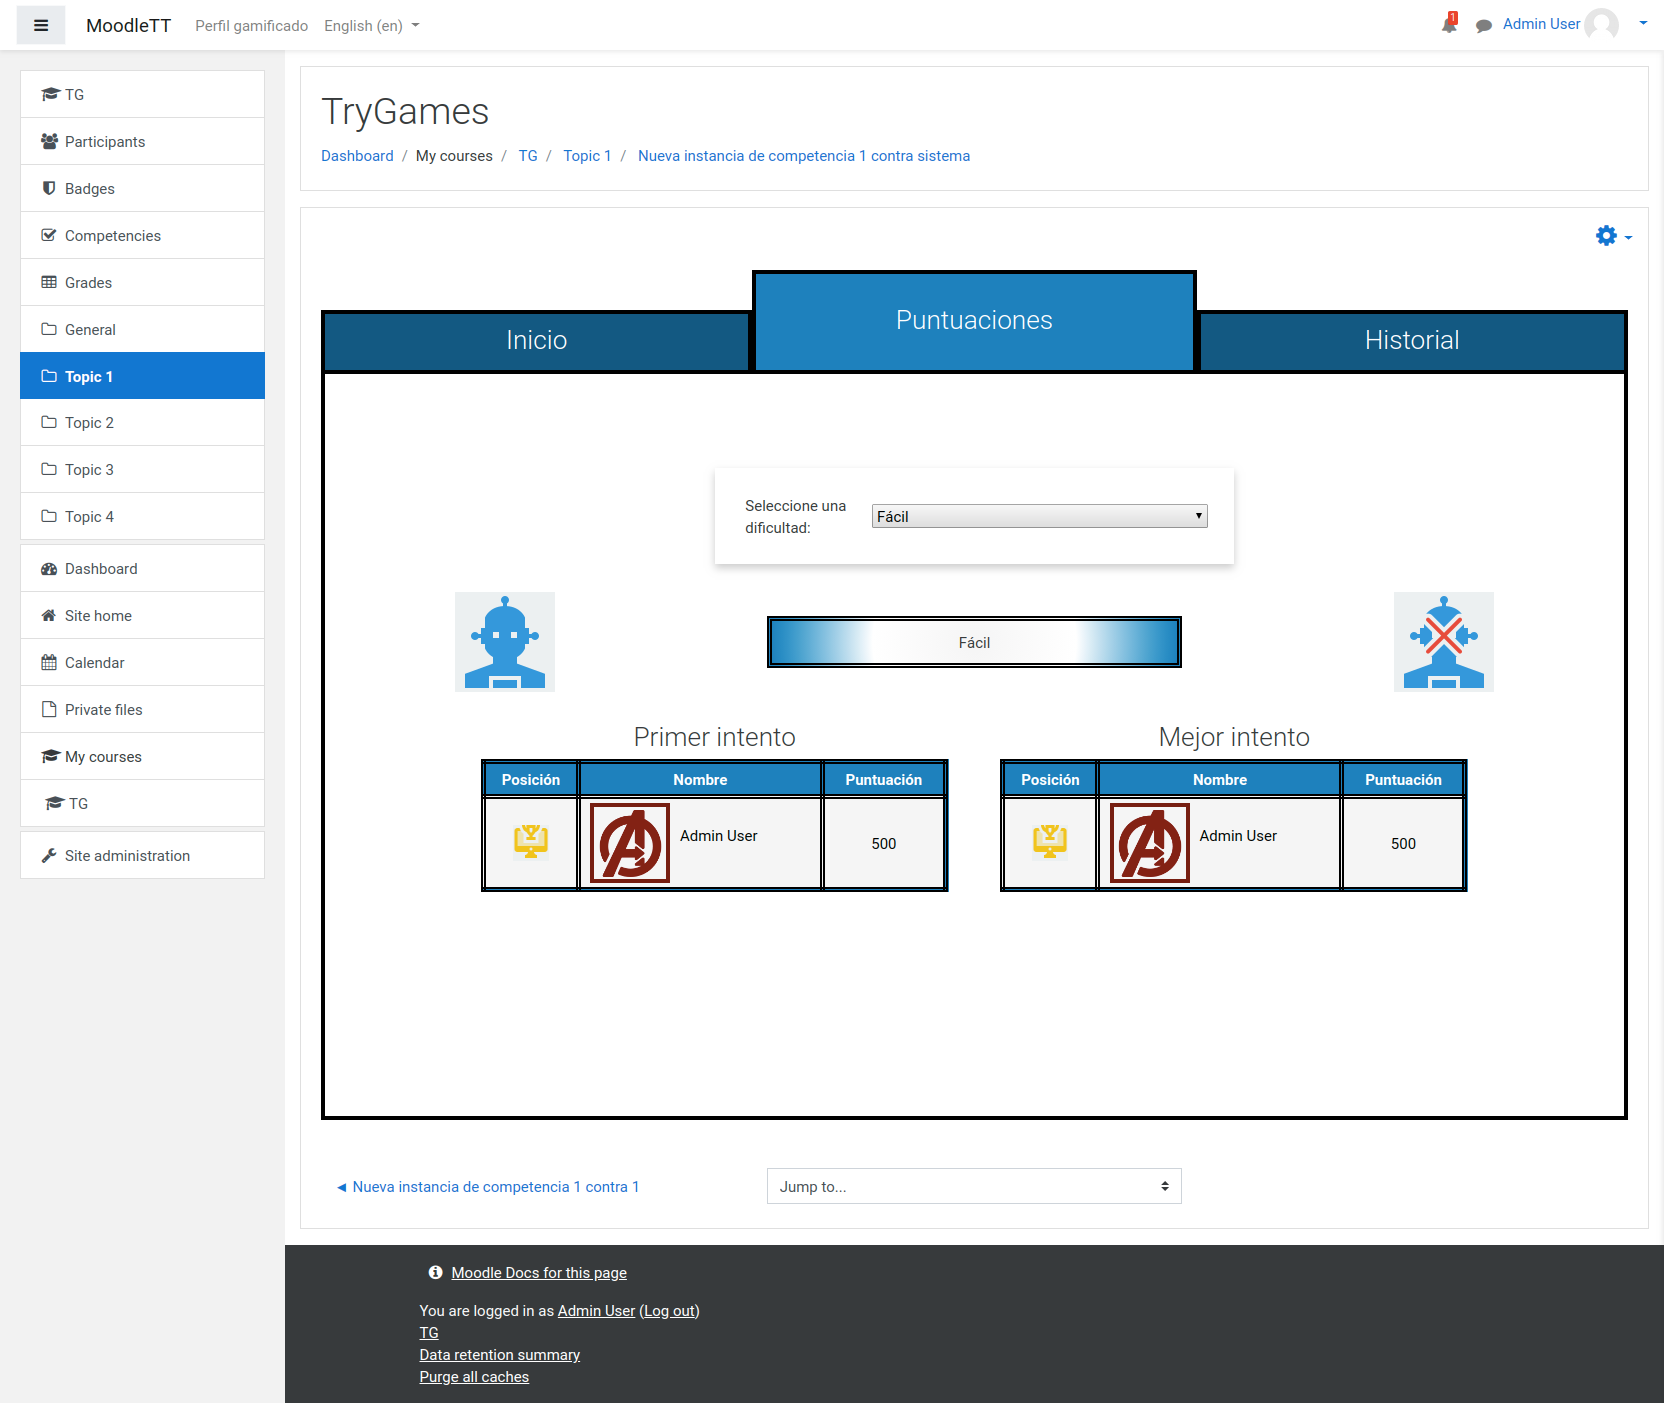 MoodleTT Perfil gamificado English (en) 1 Admin User
TG
Participants
Badges
Competencies
Grades
General
Topic 1
Topic 2
Topic 3
Topic 4
Dashboard
Site home
Calendar
Private files
My courses
TG
Site administration
TryGames
Dashboard / My courses / TG / Topic 1 / Nueva instancia de competencia 1 contra sistema
Inicio Puntuaciones Historial
Seleccione una
dificultad:
Fácil
Fácil
Primer intento
Posición Nombre Puntuación
Admin User 500
Mejor intento
Posición Nombre Puntuación
Admin User 500
◄ Nueva instancia de competencia 1 contra 1
Jump to...
Moodle Docs for this page
You are logged in as Admin User (Log out)
TG
Data retention summary
Purge all caches